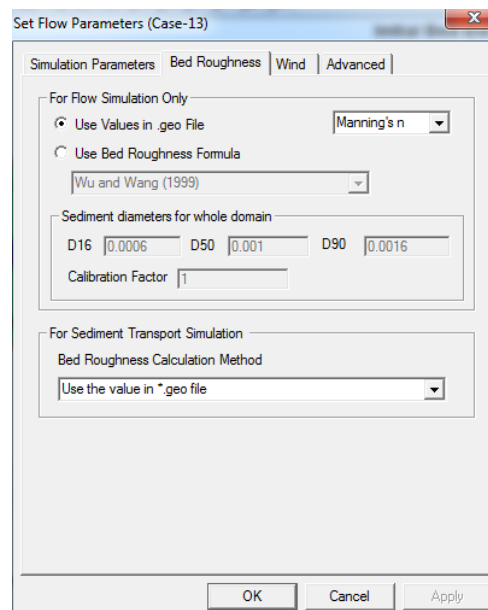 Set Flow Parameters (Case-13)
Simulation Parameters Bed Roughness Wind Advanced
For Flow Simulation Only
Use Values in .geo File Manning's n
Use Bed Roughness Formula
Wu and Wang (1999)
Sediment diameters for whole domain
D16 0.0006 D50 0.001 D90 0.0016
Calibration Factor 1
For Sediment Transport Simulation
Bed Roughness Calculation Method
Use the value in *.geo file
OK Cancel Apply